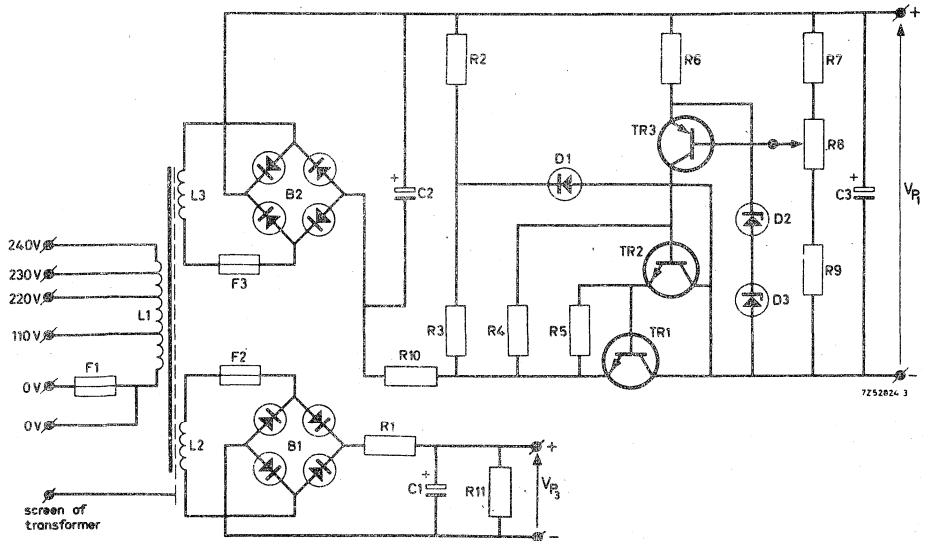 +
R2
R6
R7
TR3
R8
L3
B2
D1
C2
C3
Vp1
240V
230V
220V
110V
0V
0V
L1
F1
F3
TR2
D2
R9
D3
R3
R4
R5
TR1
R10
-
7Z52824 3
F2
L2
B1
R1
+
C1
R11
Vp3
-
screen of
transformer
+
+
+